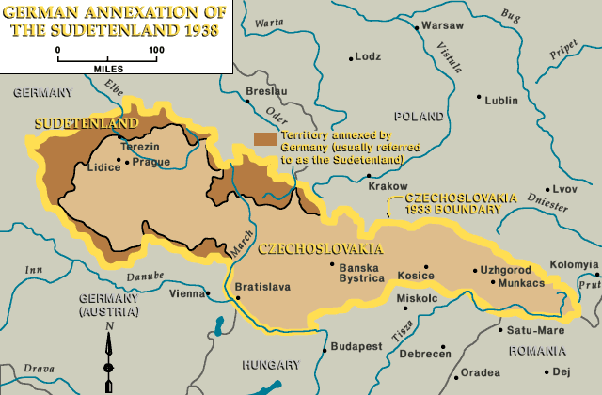 GERMAN ANNEXATION OF
THE SUDETENLAND 1938
0 100
MILES
Warta
Warsaw
Bug
Pripet
Lodz
Vistula
GERMANY
Elbe
Breslau
Oder
Lublin
POLAND
SUDETENLAND
Terezin
Lidice
Prague
Territory annexed by
Germany (usually referred
to as the Sudetenland)
Krakow
Lvov
CZECHOSLOVAKIA
1933 BOUNDARY
Dniester
March
CZECHOSLOVAKIA
Inn
Danube
Banska
Bystrica
Kosice
Uzhgorod
Munkacs
Kolomyia
Prut
GERMANY
(AUSTRIA)
Vienna
Bratislava
Miskolc
Tisza
Satu-Mare
N
Budapest
Debrecen
ROMANIA
HUNGARY
Drava
Oradea
Dej